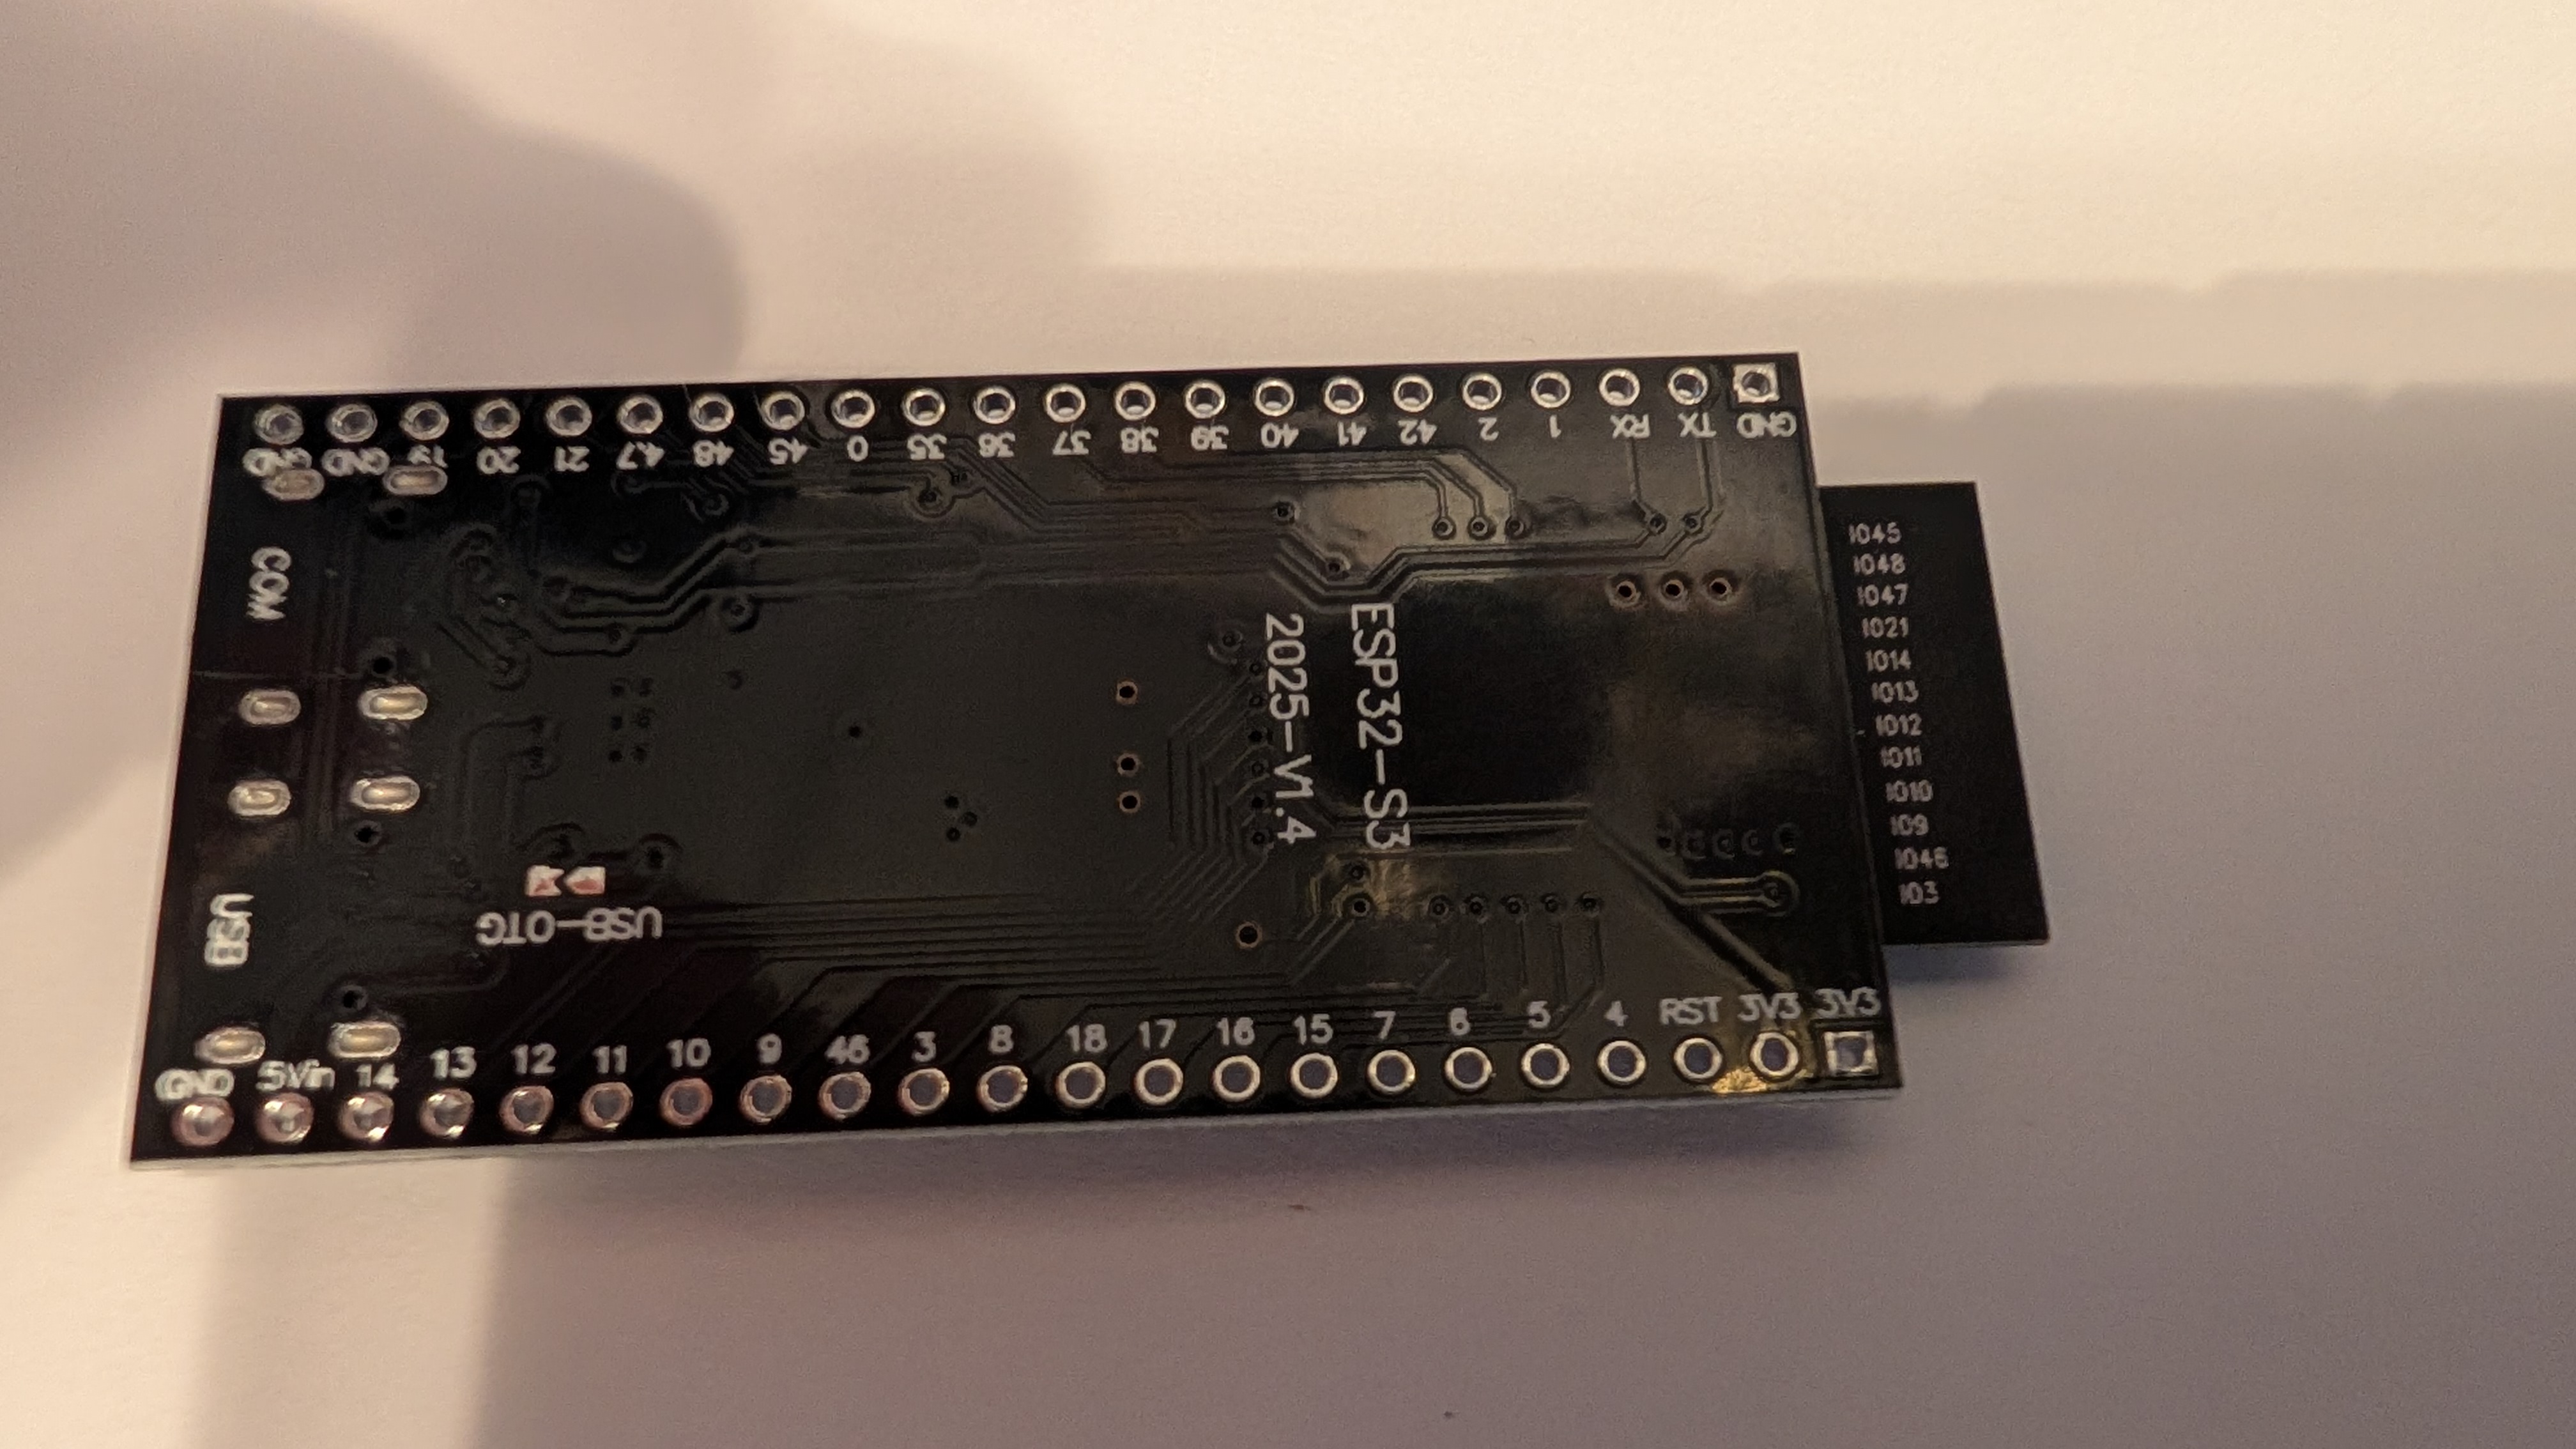 GND GND 19 20 21 47 48 45 0 35 36 37 38 39 40 41 42 2 1 RX TX GND
COM
USB
USB-OTG
ESP32-S3
2025-V1.4
IO45
IO48
IO47
IO21
IO14
IO13
IO12
IO11
IO10
IO9
IO46
IO3
GND 5Vin 14 13 12 11 10 9 46 3 8 18 17 16 15 7 6 5 4 RST 3V3 3V3